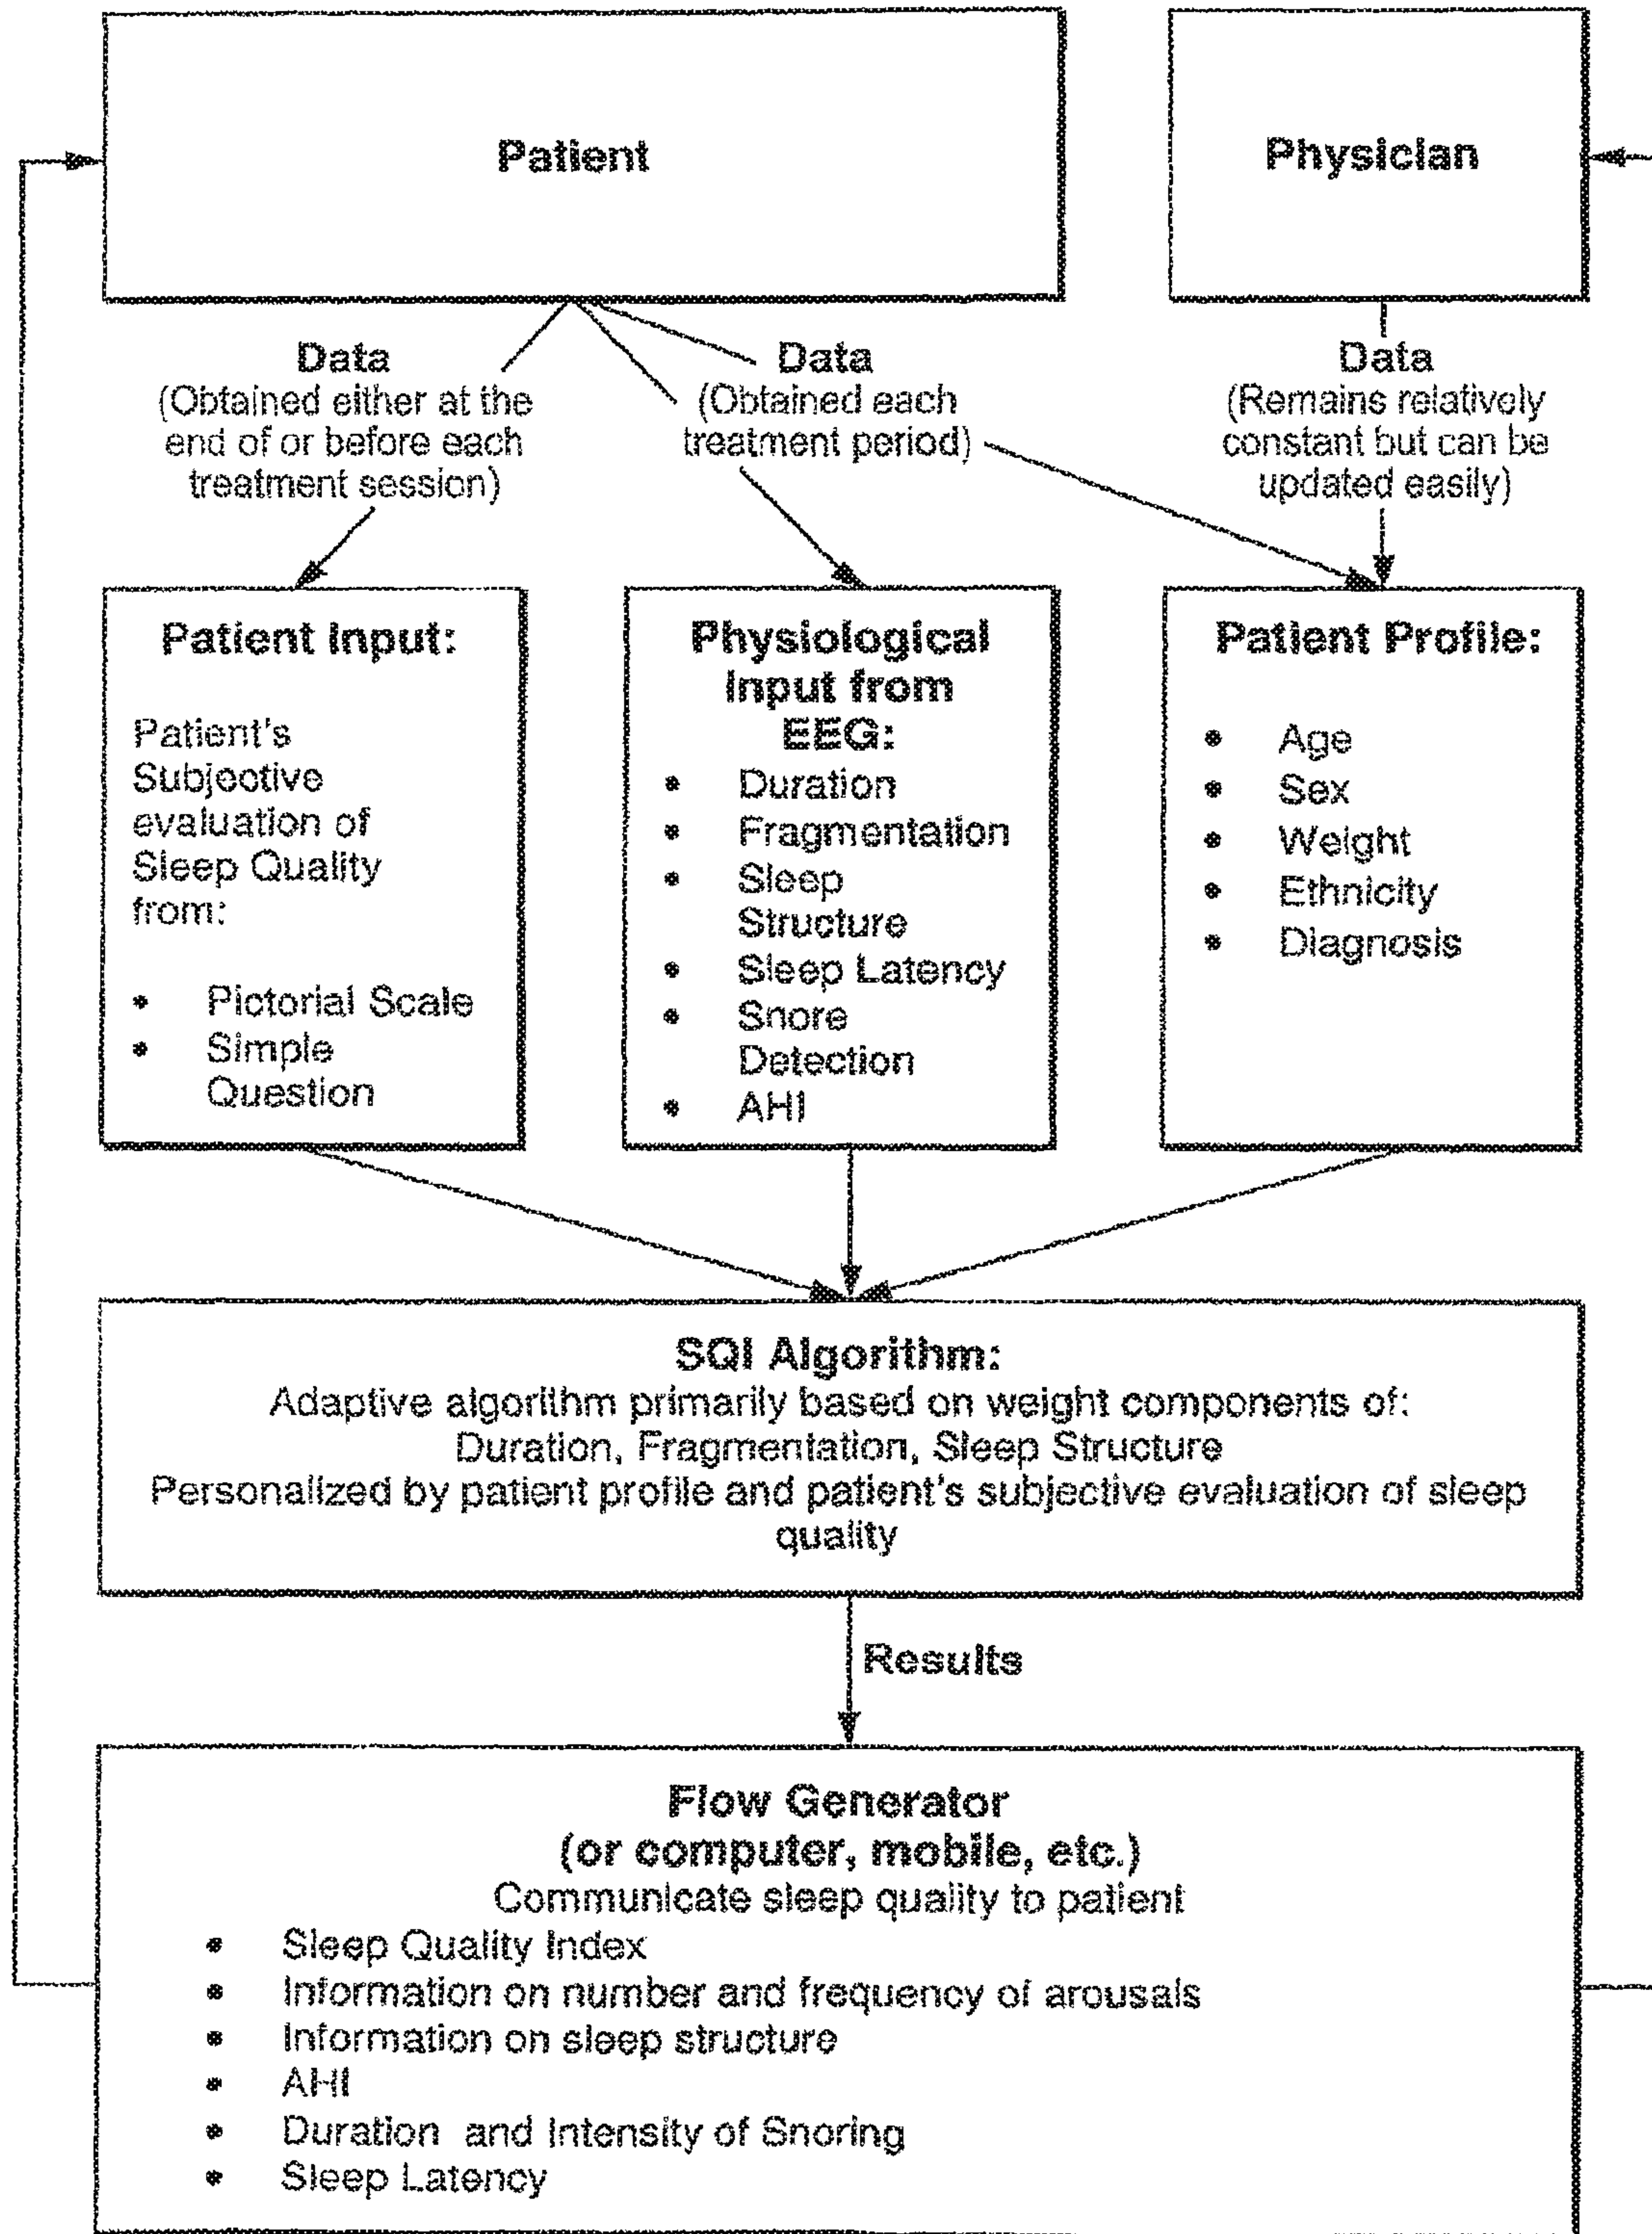 Patient
Physician
Data
(Obtained either at the
end of or before each
treatment session)
Data
(Obtained each
treatment period)
Data
(Remains relatively
constant but can be
updated easily)
Patient Input:
Patient's
Subjective
evaluation of
Sleep Quality
from:
• Pictorial Scale
• Simple
Question
Physiological
Input from
EEG:
• Duration
• Fragmentation
• Sleep
Structure
• Sleep Latency
• Snore
Detection
• AHI
Patient Profile:
• Age
• Sex
• Weight
• Ethnicity
• Diagnosis
SQI Algorithm:
Adaptive algorithm primarily based on weight components of:
Duration, Fragmentation, Sleep Structure
Personalized by patient profile and patient's subjective evaluation of sleep
quality
Results
Flow Generator
(or computer, mobile, etc.)
Communicate sleep quality to patient
• Sleep Quality Index
• Information on number and frequency of arousals
• Information on sleep structure
• AHI
• Duration and Intensity of Snoring
• Sleep Latency